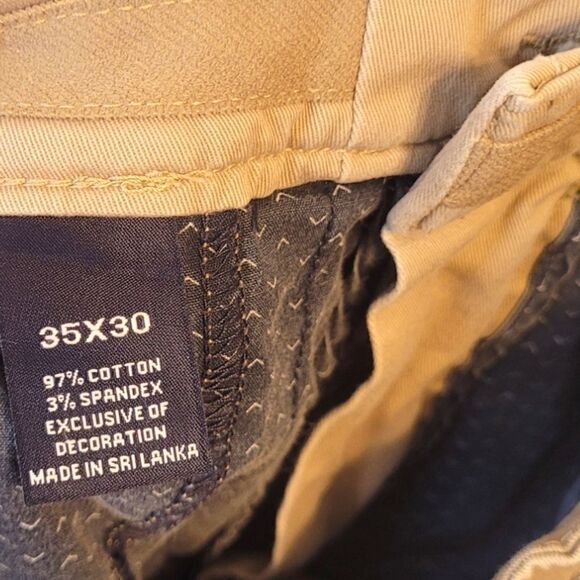 35X30
97% COTTON
3% SPANDEX
EXCLUSIVE OF
DECORATION
MADE IN SRI LANKA